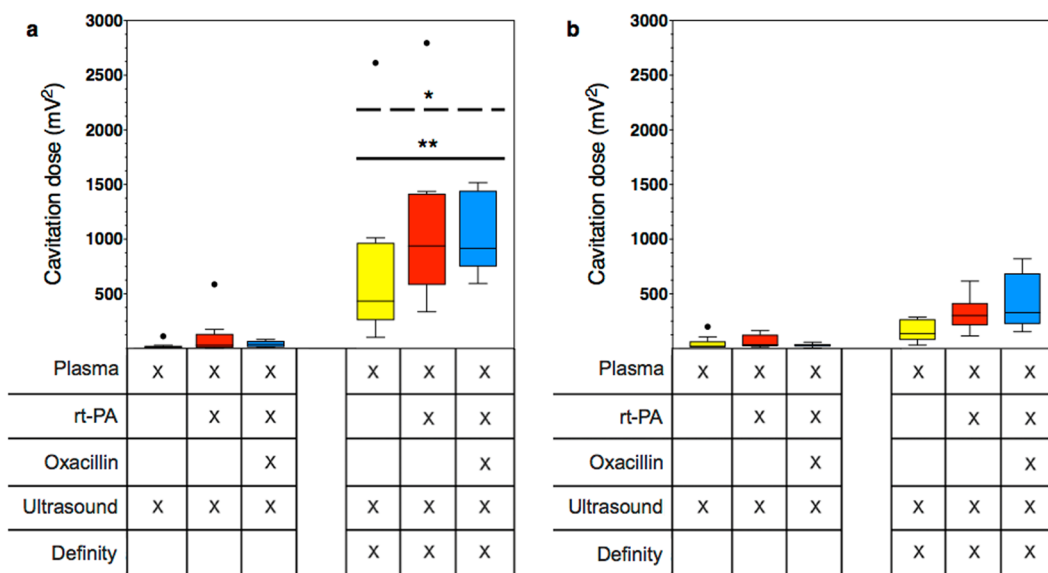 a
Cavitation dose (mV²)
3000
2500
2000
1500
1000
500
*
**
Plasma X X X X X X
rt-PA X X X X
Oxacillin X X
Ultrasound X X X X X X
Definity X X X
b
Cavitation dose (mV²)
3000
2500
2000
1500
1000
500
Plasma X X X X X X
rt-PA X X X X
Oxacillin X X
Ultrasound X X X X X X
Definity X X X